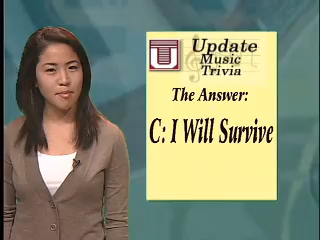 U
Update
Music
Trivia
The Answer:
C: I Will Survive